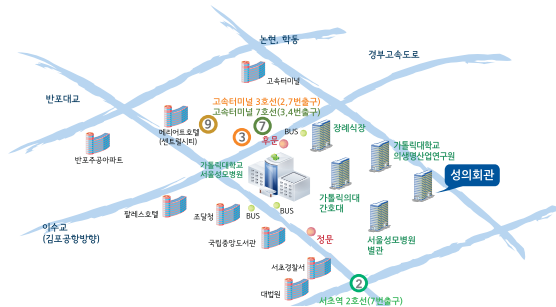 논현, 학동
경부고속도로
고속터미널
반포대교
고속터미널 3호선(2,7번출구)
고속터미널 7호선(3,4번출구)
메리어트호텔
(센트럴시티)
9
3
7
BUS
장례식장
우문
반포주공아파트
가톨릭대학교
서울성모병원
가톨릭대학교
의생명산업연구원
성의회관
가톨릭의대
간호대
팔레스호텔
조달청
BUS
BUS
이수교
(김포공항방향)
국립중앙도서관
정문
서울성모병원
별관
서초경찰서
대법원
2
서초역 2호선(7번출구)